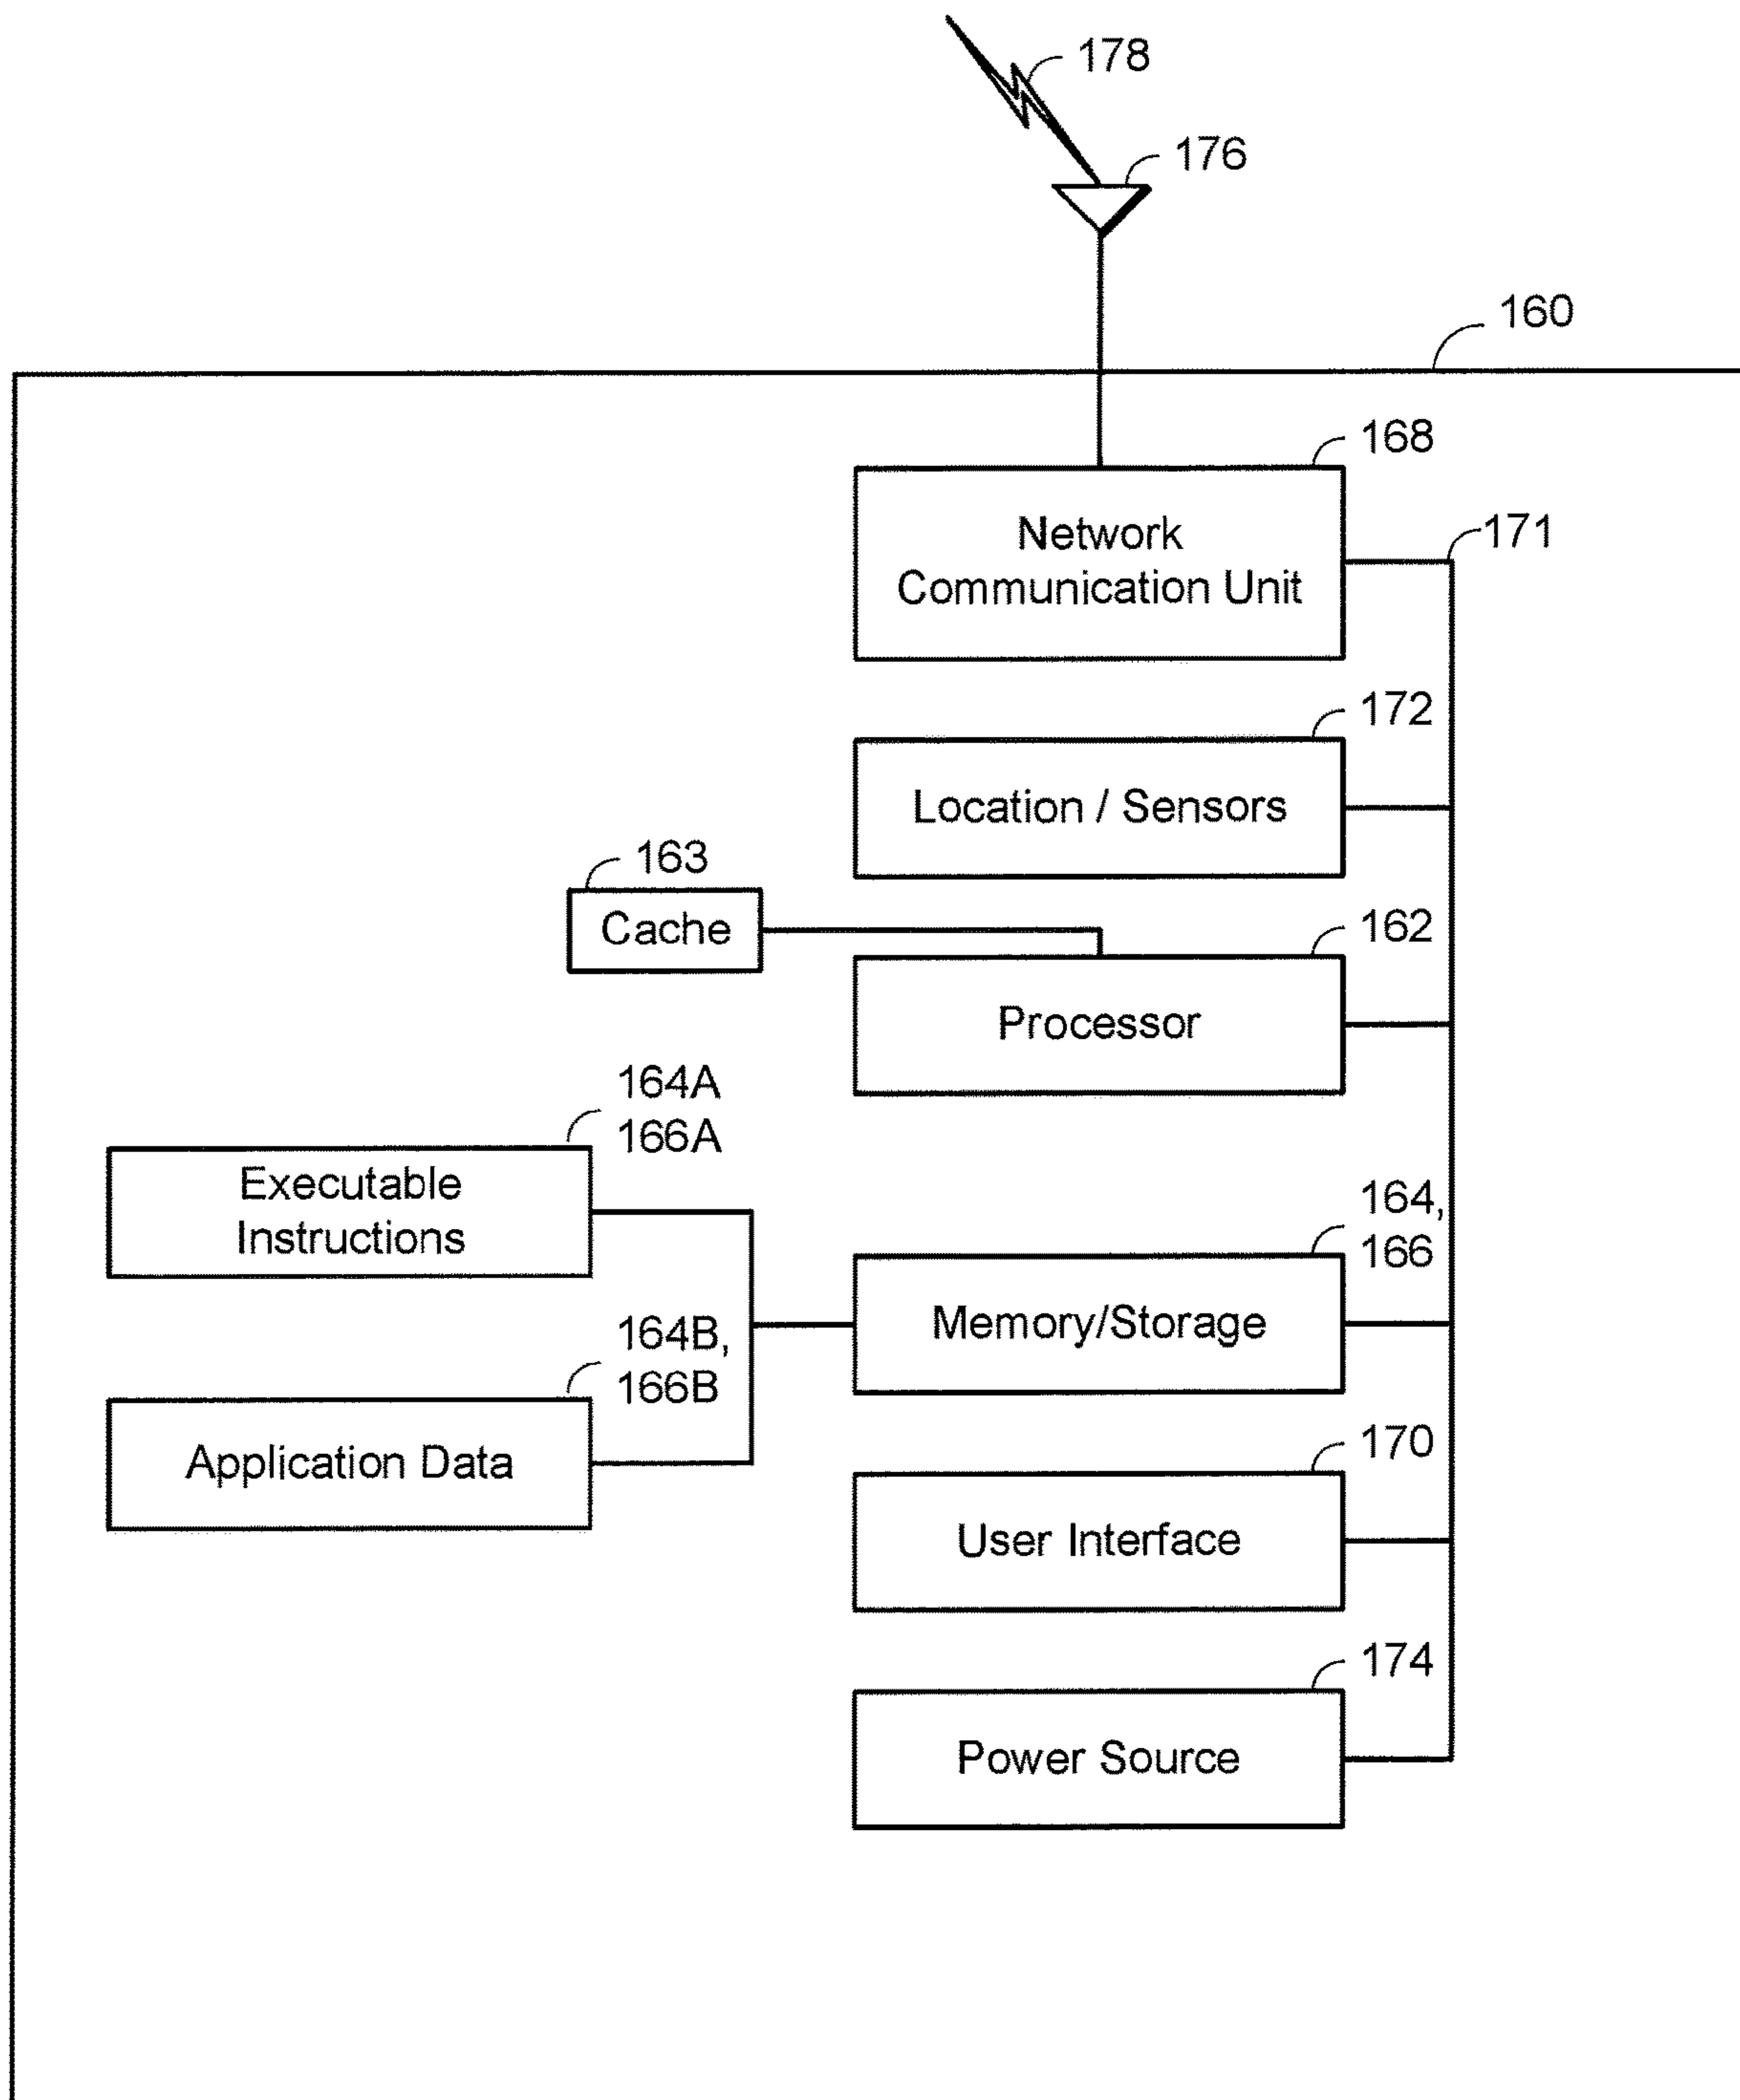 178
176
160
168
Network
Communication Unit
171
172
Location / Sensors
163
Cache
162
Processor
164A
166A
Executable
Instructions
164,
166
Memory/Storage
164B,
166B
Application Data
170
User Interface
174
Power Source